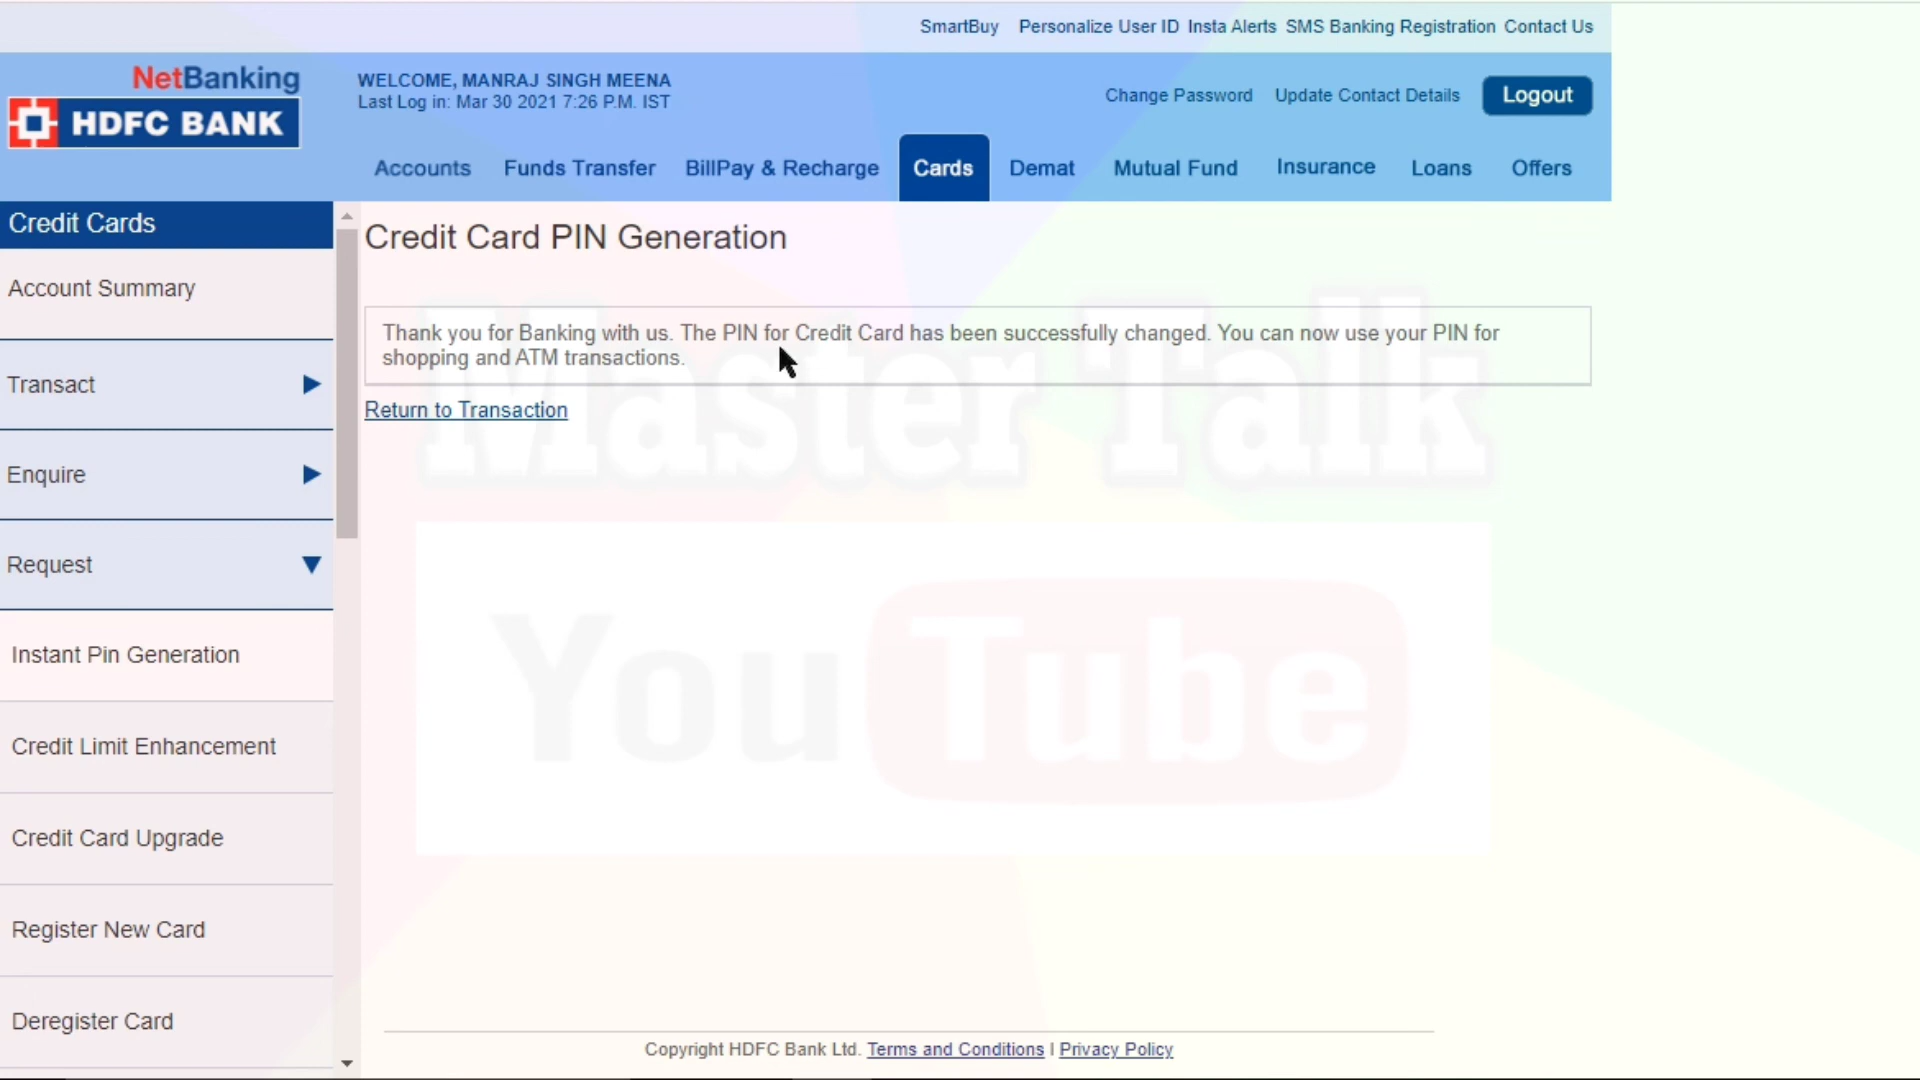 SmartBuy Personalize User ID Insta Alerts SMS Banking Registration Contact Us
NetBanking
HDFC BANK
WELCOME, MANRAJ SINGH MEENA
Last Log in: Mar 30 2021 7:26 P.M. IST
Change Password Update Contact Details Logout
Accounts Funds Transfer BillPay & Recharge Cards Demat Mutual Fund Insurance Loans Offers
Credit Cards
Account Summary
Transact
Enquire
Request
Instant Pin Generation
Credit Limit Enhancement
Credit Card Upgrade
Register New Card
Deregister Card
Credit Card PIN Generation
Thank you for Banking with us. The PIN for Credit Card has been successfully changed. You can now use your PIN for
shopping and ATM transactions.
Return to Transaction
Master Talk
YouTube
Copyright HDFC Bank Ltd. Terms and Conditions | Privacy Policy